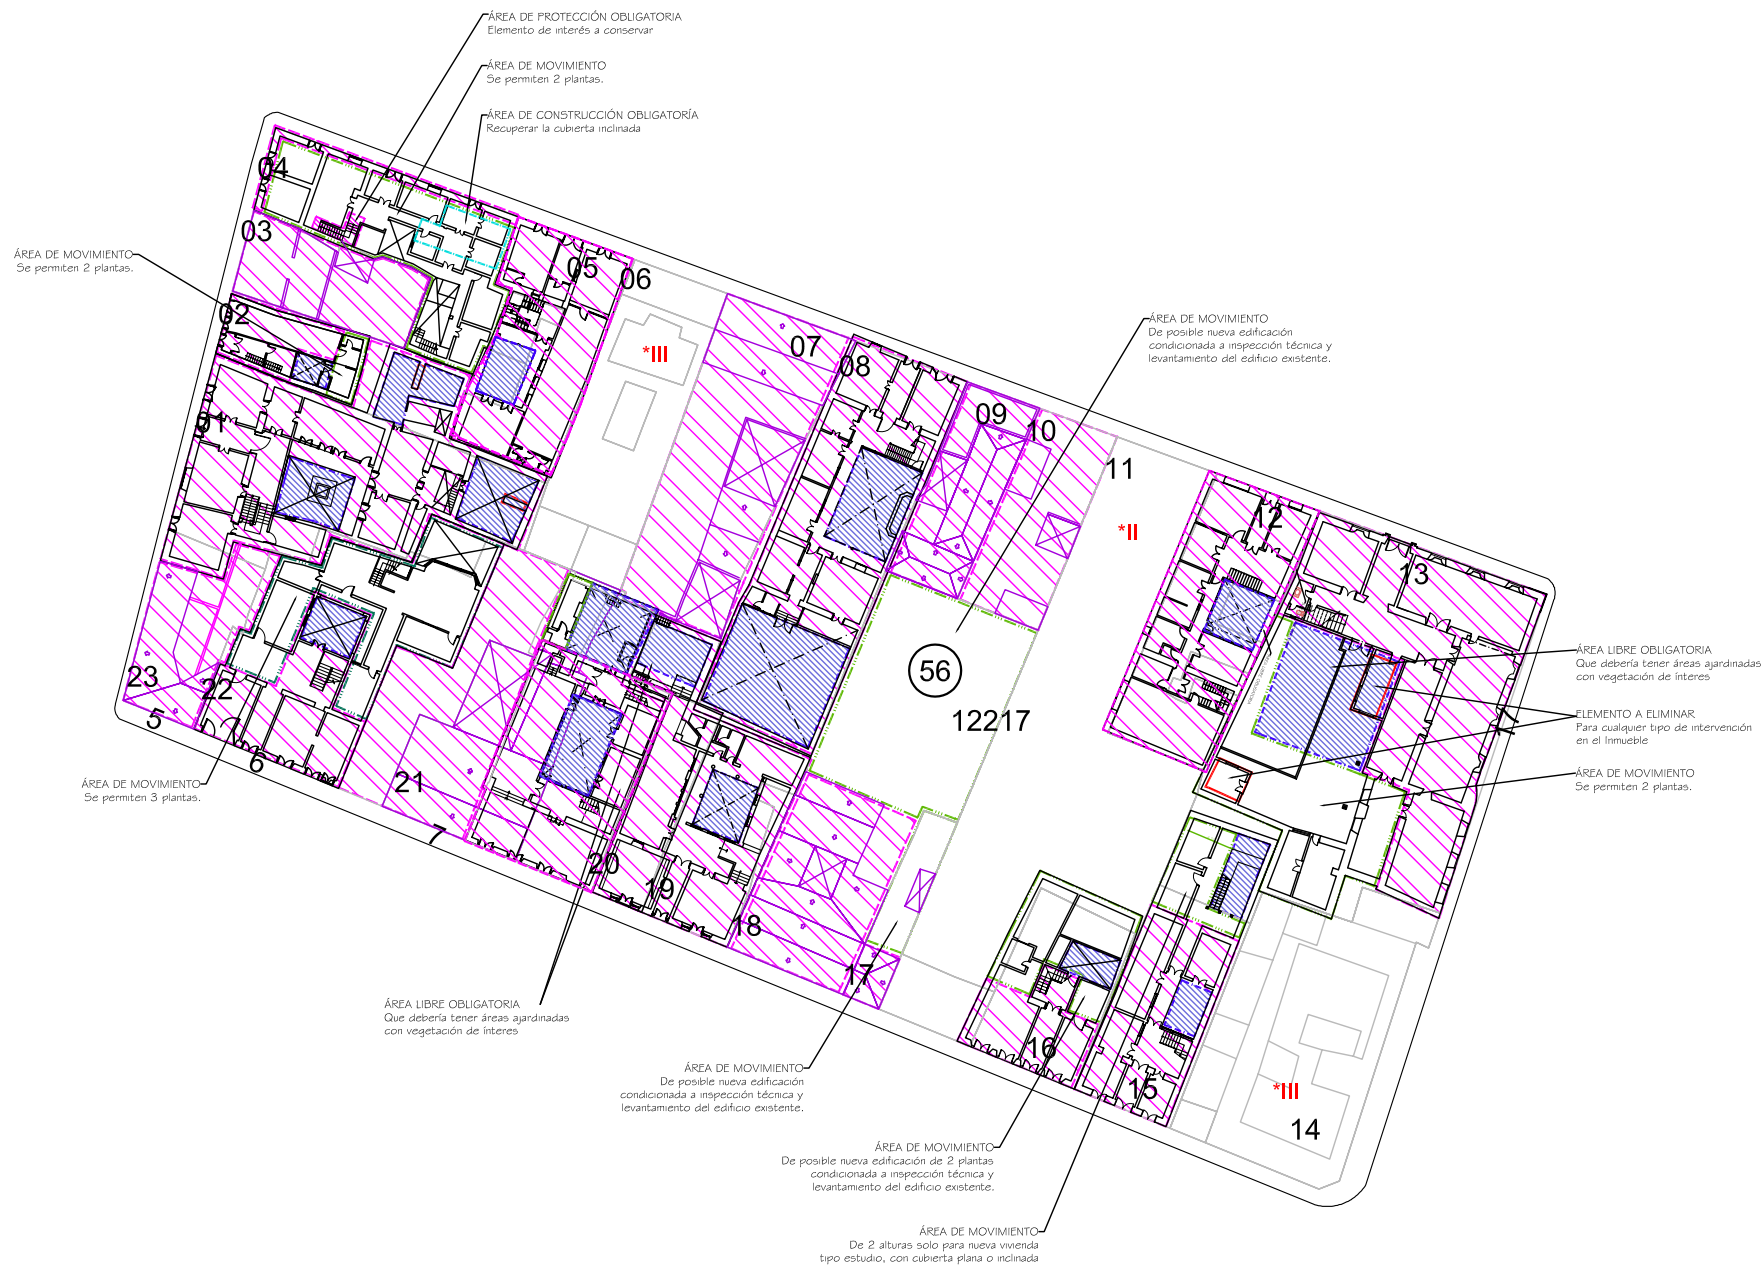 ÁREA DE PROTECCIÓN OBLIGATORIA
Elemento de interés a conservar
ÁREA DE MOVIMIENTO
Se permiten 2 plantas.
ÁREA DE CONSTRUCCIÓN OBLIGATORÍA
Recuperar la cubierta inclinada
04
03
ÁREA DE MOVIMIENTO
Se permiten 2 plantas.
02
01
05
06
*III
07
08
09
10
11
*II
ÁREA DE MOVIMIENTO
De posible nueva edificación
condicionada a inspección técnica y
levantamiento del edificio existente.
12
13
56
12217
ÁREA LIBRE OBLIGATORIA
Que debería tener áreas ajardinadas
con vegetación de ínteres
ELEMENTO A ELIMINAR
Para cualquier tipo de intervención
en el Inmueble
ÁREA DE MOVIMIENTO
Se permiten 2 plantas.
23
22
5
6
ÁREA DE MOVIMIENTO
Se permiten 3 plantas.
21
7
20
19
18
17
16
15
*III
14
ÁREA LIBRE OBLIGATORIA
Que debería tener áreas ajardinadas
con vegetación de ínteres
ÁREA DE MOVIMIENTO
De posible nueva edificación
condicionada a inspección técnica y
levantamiento del edificio existente.
ÁREA DE MOVIMIENTO
De posible nueva edificación de 2 plantas
condicionada a inspección técnica y
levantamiento del edificio existente.
ÁREA DE MOVIMIENTO
De 2 alturas solo para nueva vivienda
tipo estudio, con cubierta plana o inclinada